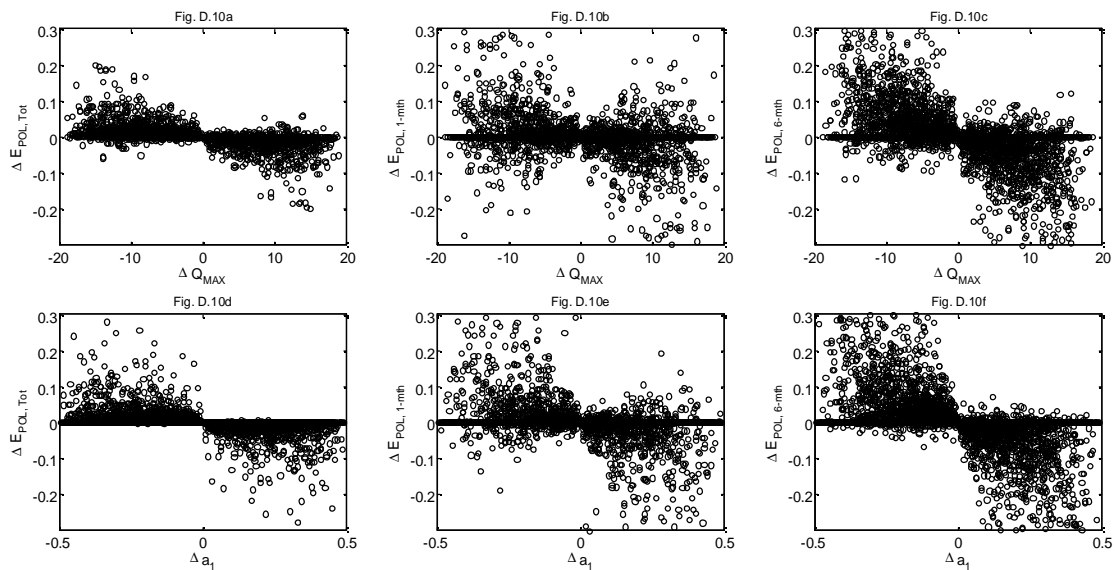 Fig. D.10a
0.3
0.2
0.1
0
-0.1
-0.2
Δ E_POL, Tot
-20 -10 0 10 20
Δ Q_MAX
Fig. D.10b
0.3
0.2
0.1
0
-0.1
-0.2
Δ E_POL, 1-mth
-20 -10 0 10 20
Δ Q_MAX
Fig. D.10c
0.3
0.2
0.1
0
-0.1
-0.2
Δ E_POL, 6-mth
-20 -10 0 10 20
Δ Q_MAX
Fig. D.10d
0.3
0.2
0.1
0
-0.1
-0.2
Δ E_POL, Tot
-0.5 0 0.5
Δ a_1
Fig. D.10e
0.3
0.2
0.1
0
-0.1
-0.2
Δ E_POL, 1-mth
-0.5 0 0.5
Δ a_1
Fig. D.10f
0.3
0.2
0.1
0
-0.1
-0.2
Δ E_POL, 6-mth
-0.5 0 0.5
Δ a_1